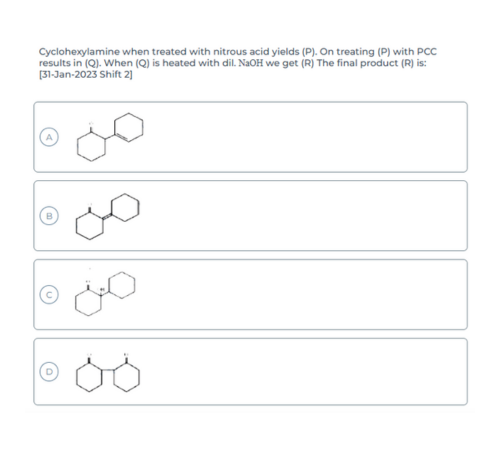 Cyclohexylamine when treated with nitrous acid yields (P). On treating (P) with PCC
results in (Q). When (Q) is heated with dil. NaOH we get (R) The final product (R) is:
[31-Jan-2023 Shift 2]
A
B
C
D